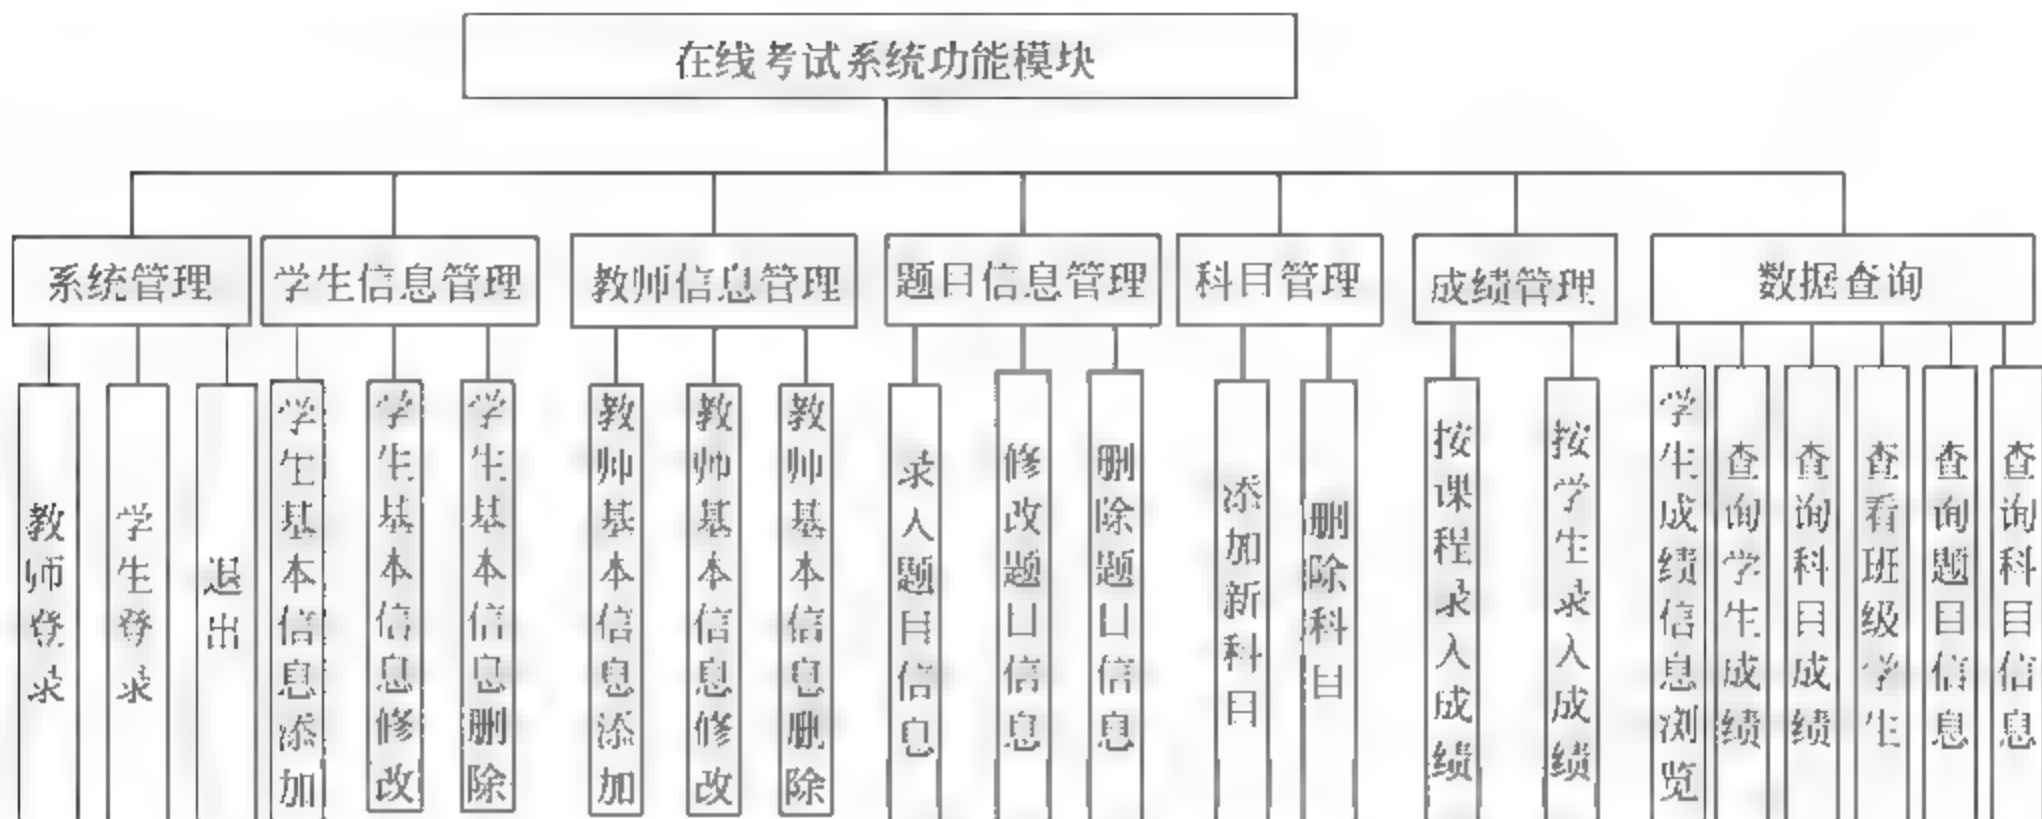 在线考试系统功能模块
系统管理
学生信息管理
教师信息管理
题目信息管理
科目管理
成绩管理
数据查询
教师登录
学生登录
退出
学生基本信息添加
学生基本信息修改
学生基本信息删除
教师基本信息添加
教师基本信息修改
教师基本信息删除
录入题目信息
修改题目信息
删除题目信息
添加新科目
删除科目
按课程录入成绩
按学生录入成绩
学生成绩信息浏览
查询学生成绩
查询科目成绩
查看班级学生
查询题目信息
查询科目信息